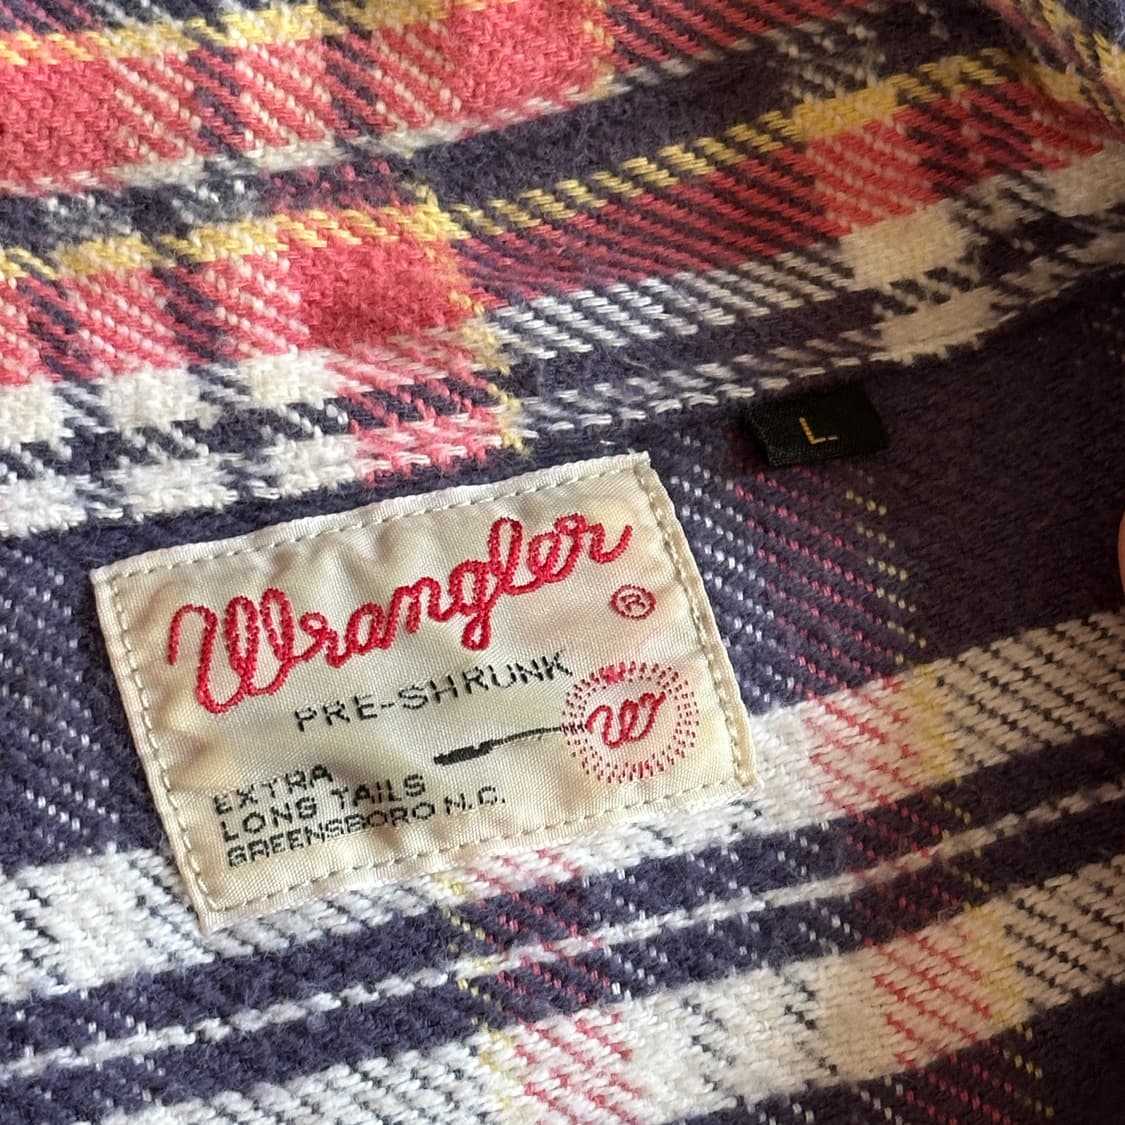 L.
Wrangler
®
PRE-SHRUNK
W
EXTRA
LONG TAILS
GREENSBORO N.C.